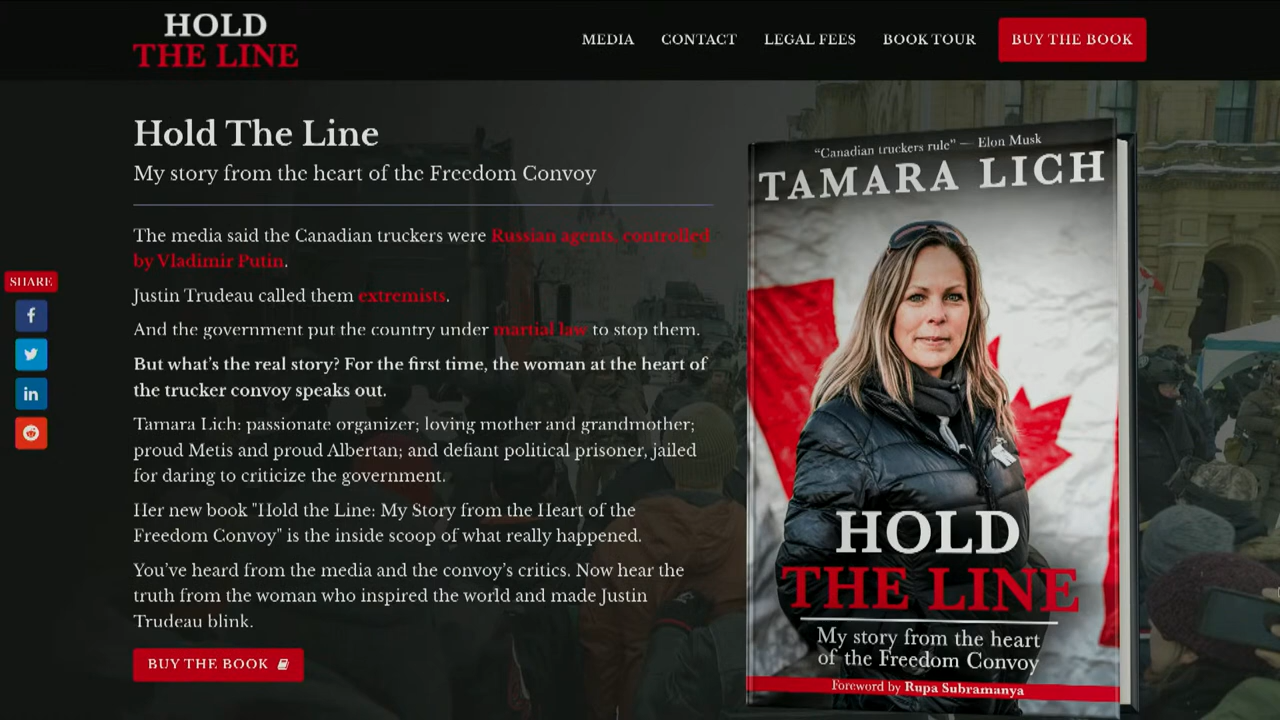 HOLD
THE LINE
MEDIA
CONTACT
LEGAL FEES
BOOK TOUR
BUY THE BOOK
Hold The Line
My story from the heart of the Freedom Convoy
The media said the Canadian truckers were Russian agents, controlled
by Vladimir Putin.
Justin Trudeau called them extremists.
And the government put the country under martial law to stop them.
But what's the real story? For the first time, the woman at the heart of
the trucker convoy speaks out.
Tamara Lich: passionate organizer; loving mother and grandmother;
proud Metis and proud Albertan; and defiant political prisoner, jailed
for daring to criticize the government.
Her new book "Hold the Line: My Story from the Heart of the
Freedom Convoy" is the inside scoop of what really happened.
You've heard from the media and the convoy's critics. Now hear the
truth from the woman who inspired the world and made Justin
Trudeau blink.
BUY THE BOOK
SHARE
f
in
"Canadian truckers rule" — Elon Musk
TAMARA LICH
HOLD
THE LINE
My story from the heart
of the Freedom Convoy
Foreword by Rupa Subramanya